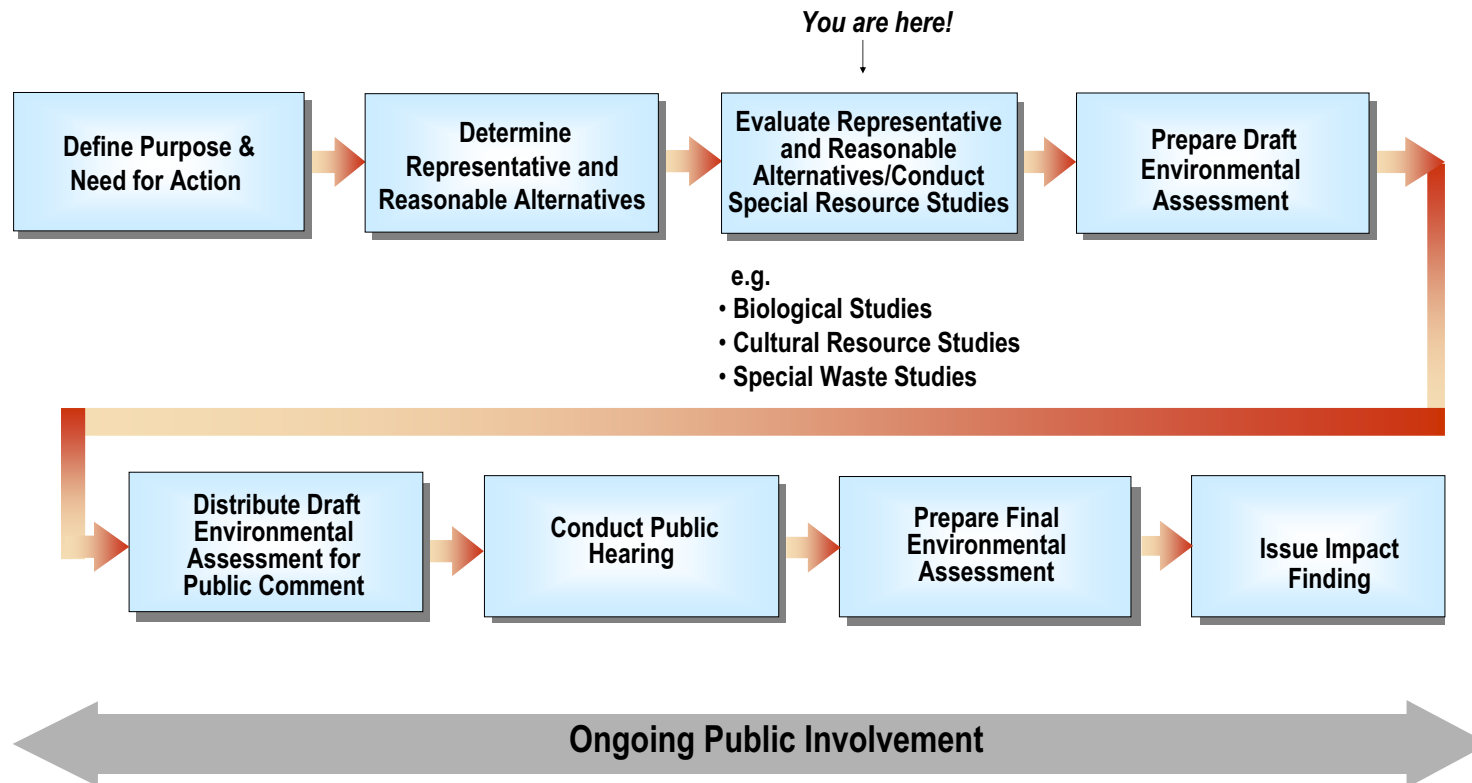 You are here!
Define Purpose &
Need for Action
Determine
Representative and
Reasonable Alternatives
Evaluate Representative
and Reasonable
Alternatives/Conduct
Special Resource Studies
Prepare Draft
Environmental
Assessment
e.g.
• Biological Studies
• Cultural Resource Studies
• Special Waste Studies
Distribute Draft
Environmental
Assessment for
Public Comment
Conduct Public
Hearing
Prepare Final
Environmental
Assessment
Issue Impact
Finding
Ongoing Public Involvement